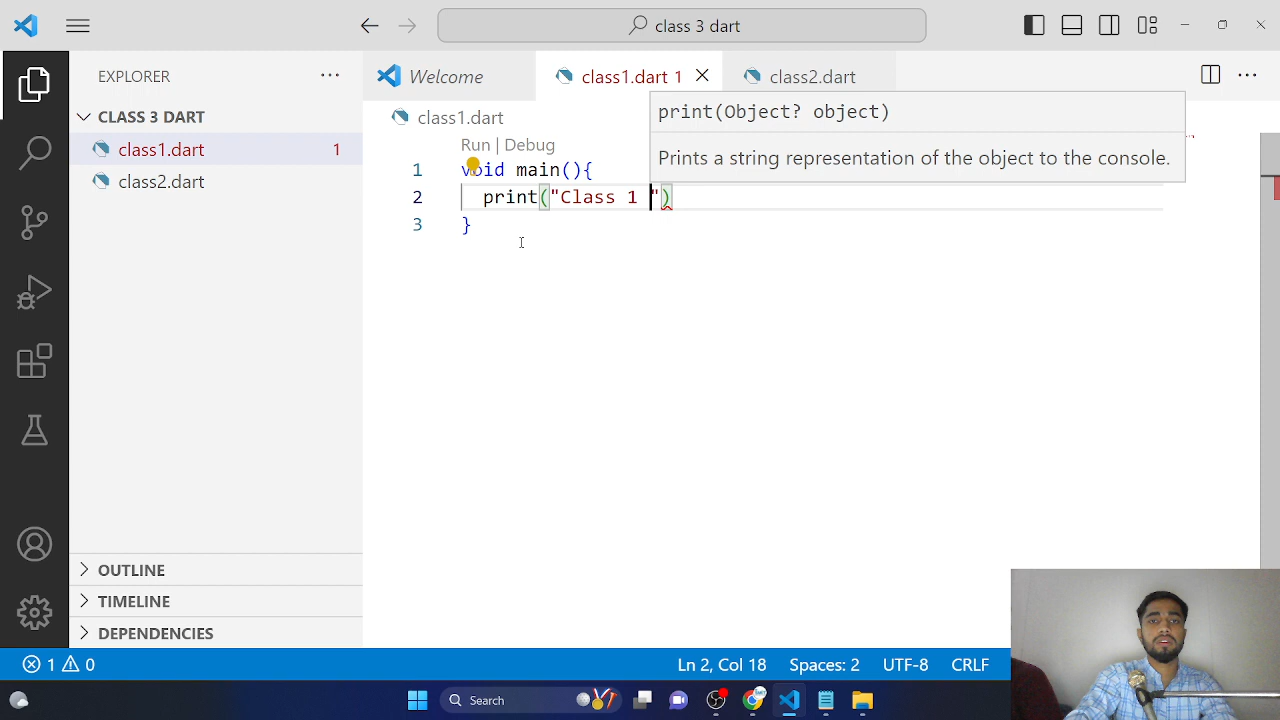 class 3 dart
EXPLORER
Welcome
class1.dart 1
class2.dart
CLASS 3 DART
class1.dart
print(Object? object)
class1.dart 1
Run | Debug
Prints a string representation of the object to the console.
1 void main(){
class2.dart
2 print("Class 1 ")
3 }
OUTLINE
TIMELINE
DEPENDENCIES
1 0
Ln 2, Col 18
Spaces: 2
UTF-8
CRLF
Search